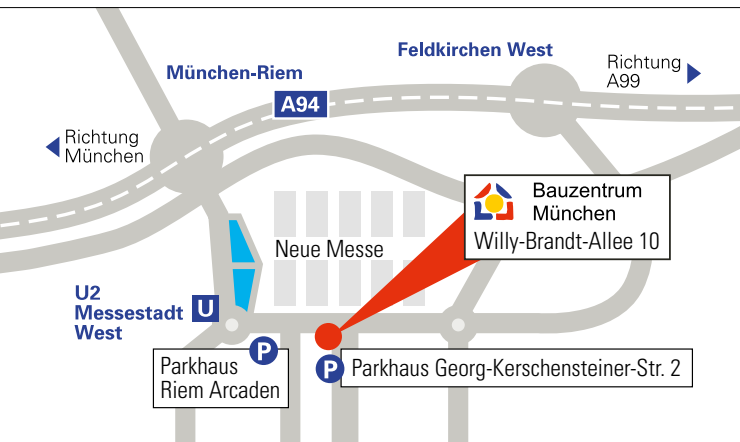 Feldkirchen West
München-Riem
Richtung
A99
A94
Richtung
München
Bauzentrum
München
Willy-Brandt-Allee 10
Neue Messe
U2
Messestadt
West
U
P
Parkhaus
Riem Arcaden
P
Parkhaus Georg-Kerschensteiner-Str. 2